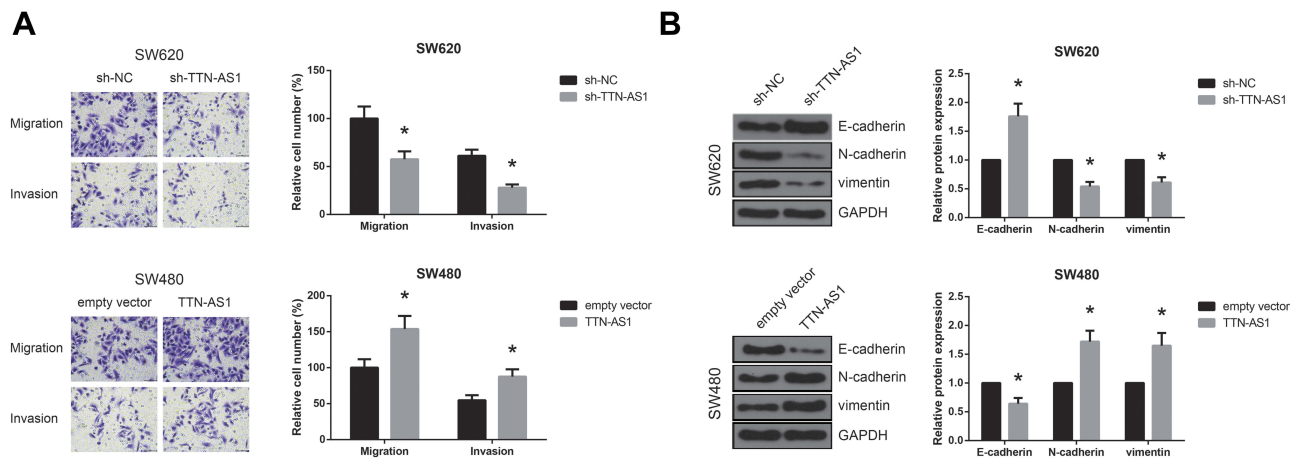 A
SW620
sh-NC sh-TTN-AS1
Migration
Invasion
SW620
Relative cell number (%)
150
100
50
0
Migration Invasion
sh-NC
sh-TTN-AS1
SW480
empty vector TTN-AS1
Migration
Invasion
SW480
Relative cell number (%)
200
150
100
50
0
Migration Invasion
empty vector
TTN-AS1
* *
* *
B
sh-NC sh-TTN-AS1
SW620
E-cadherin
N-cadherin
vimentin
GAPDH
SW620
Relative protein expression
2.5
2.0
1.5
1.0
0.5
0.0
E-cadherin N-cadherin vimentin
sh-NC
sh-TTN-AS1
* * *
empty vector TTN-AS1
SW480
E-cadherin
N-cadherin
vimentin
GAPDH
SW480
Relative protein expression
2.5
2.0
1.5
1.0
0.5
0.0
E-cadherin N-cadherin vimentin
empty vector
TTN-AS1
* * *